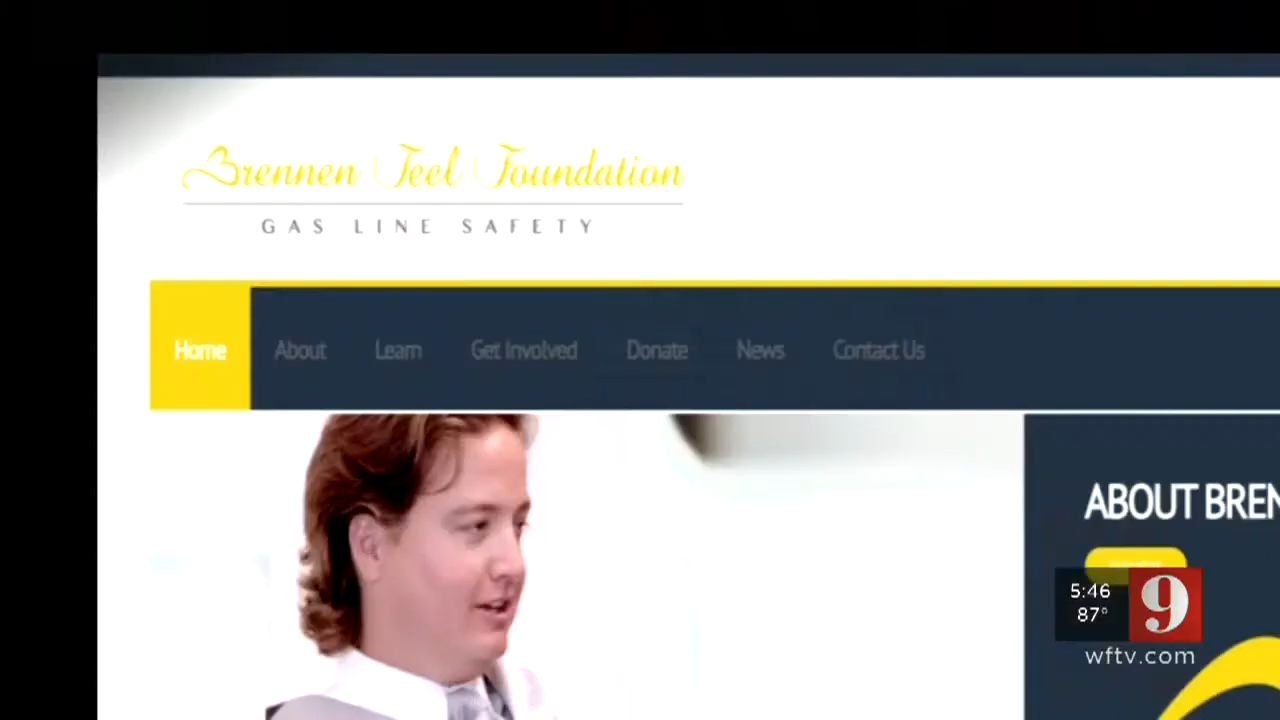 Brennen Teel Foundation
GAS LINE SAFETY
Home About Learn Get Involved Donate News Contact Us
ABOUT BREN
5:46
87°
9
wftv.com